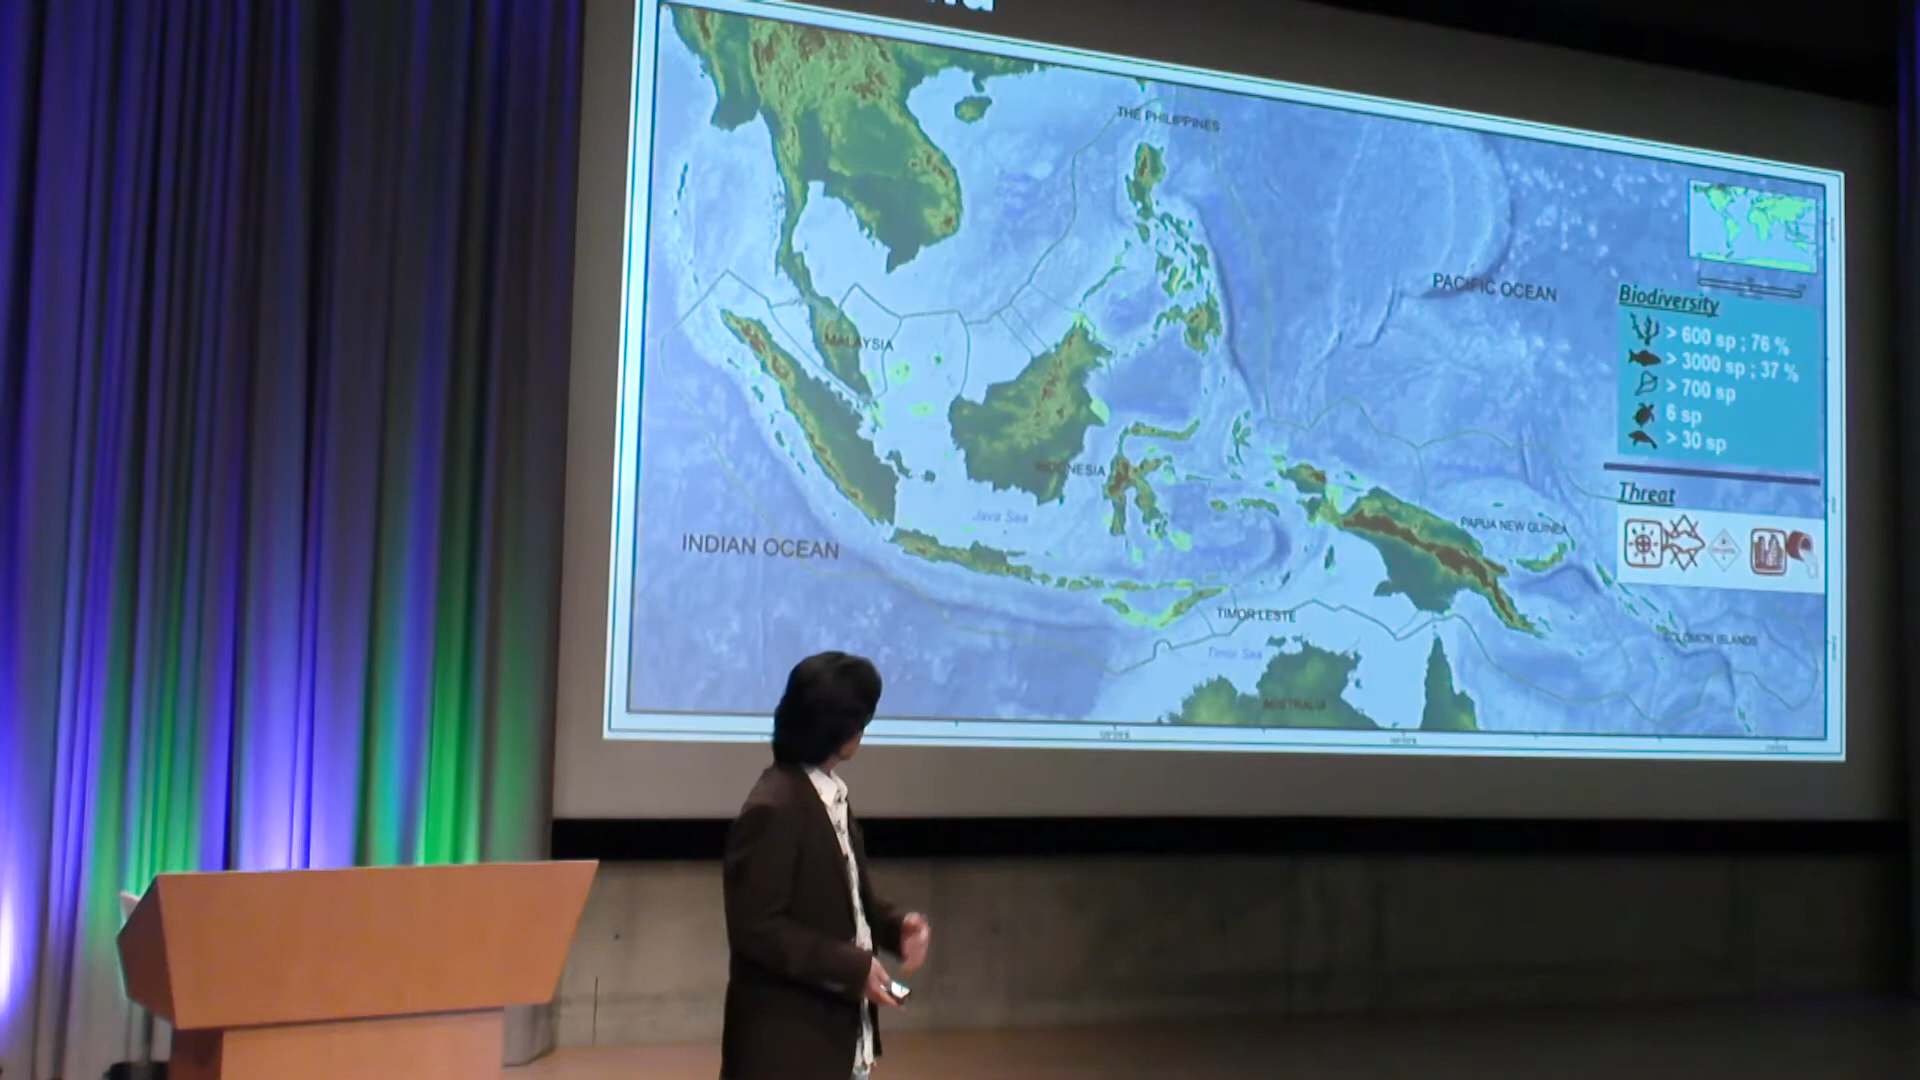 THE PHILIPPINES
PACIFIC OCEAN
Biodiversity
> 600 sp ; 76 %
> 3000 sp ; 37 %
> 700 sp
6 sp
> 30 sp
MALAYSIA
INDONESIA
Threat
Java Sea
PAPUA NEW GUINEA
INDIAN OCEAN
TIMOR LESTE
SOLOMON ISLANDS
Timor Sea
AUSTRALIA